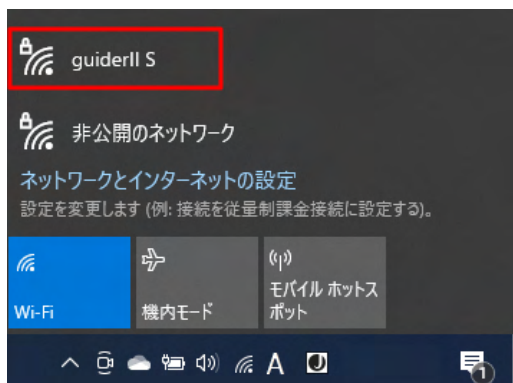 guiderII S
非公開のネットワーク
ネットワークとインターネットの設定
設定を変更します (例: 接続を従量制課金接続に設定する)。
Wi-Fi
機内モード
モバイル ホットス
ポット
A
1